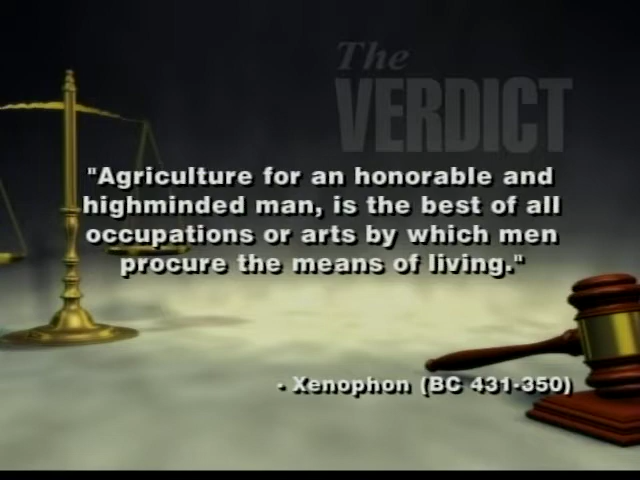 The
VERDICT
"Agriculture for an honorable and
highminded man, is the best of all
occupations or arts by which men
procure the means of living."
- Xenophon (BC 431-350)